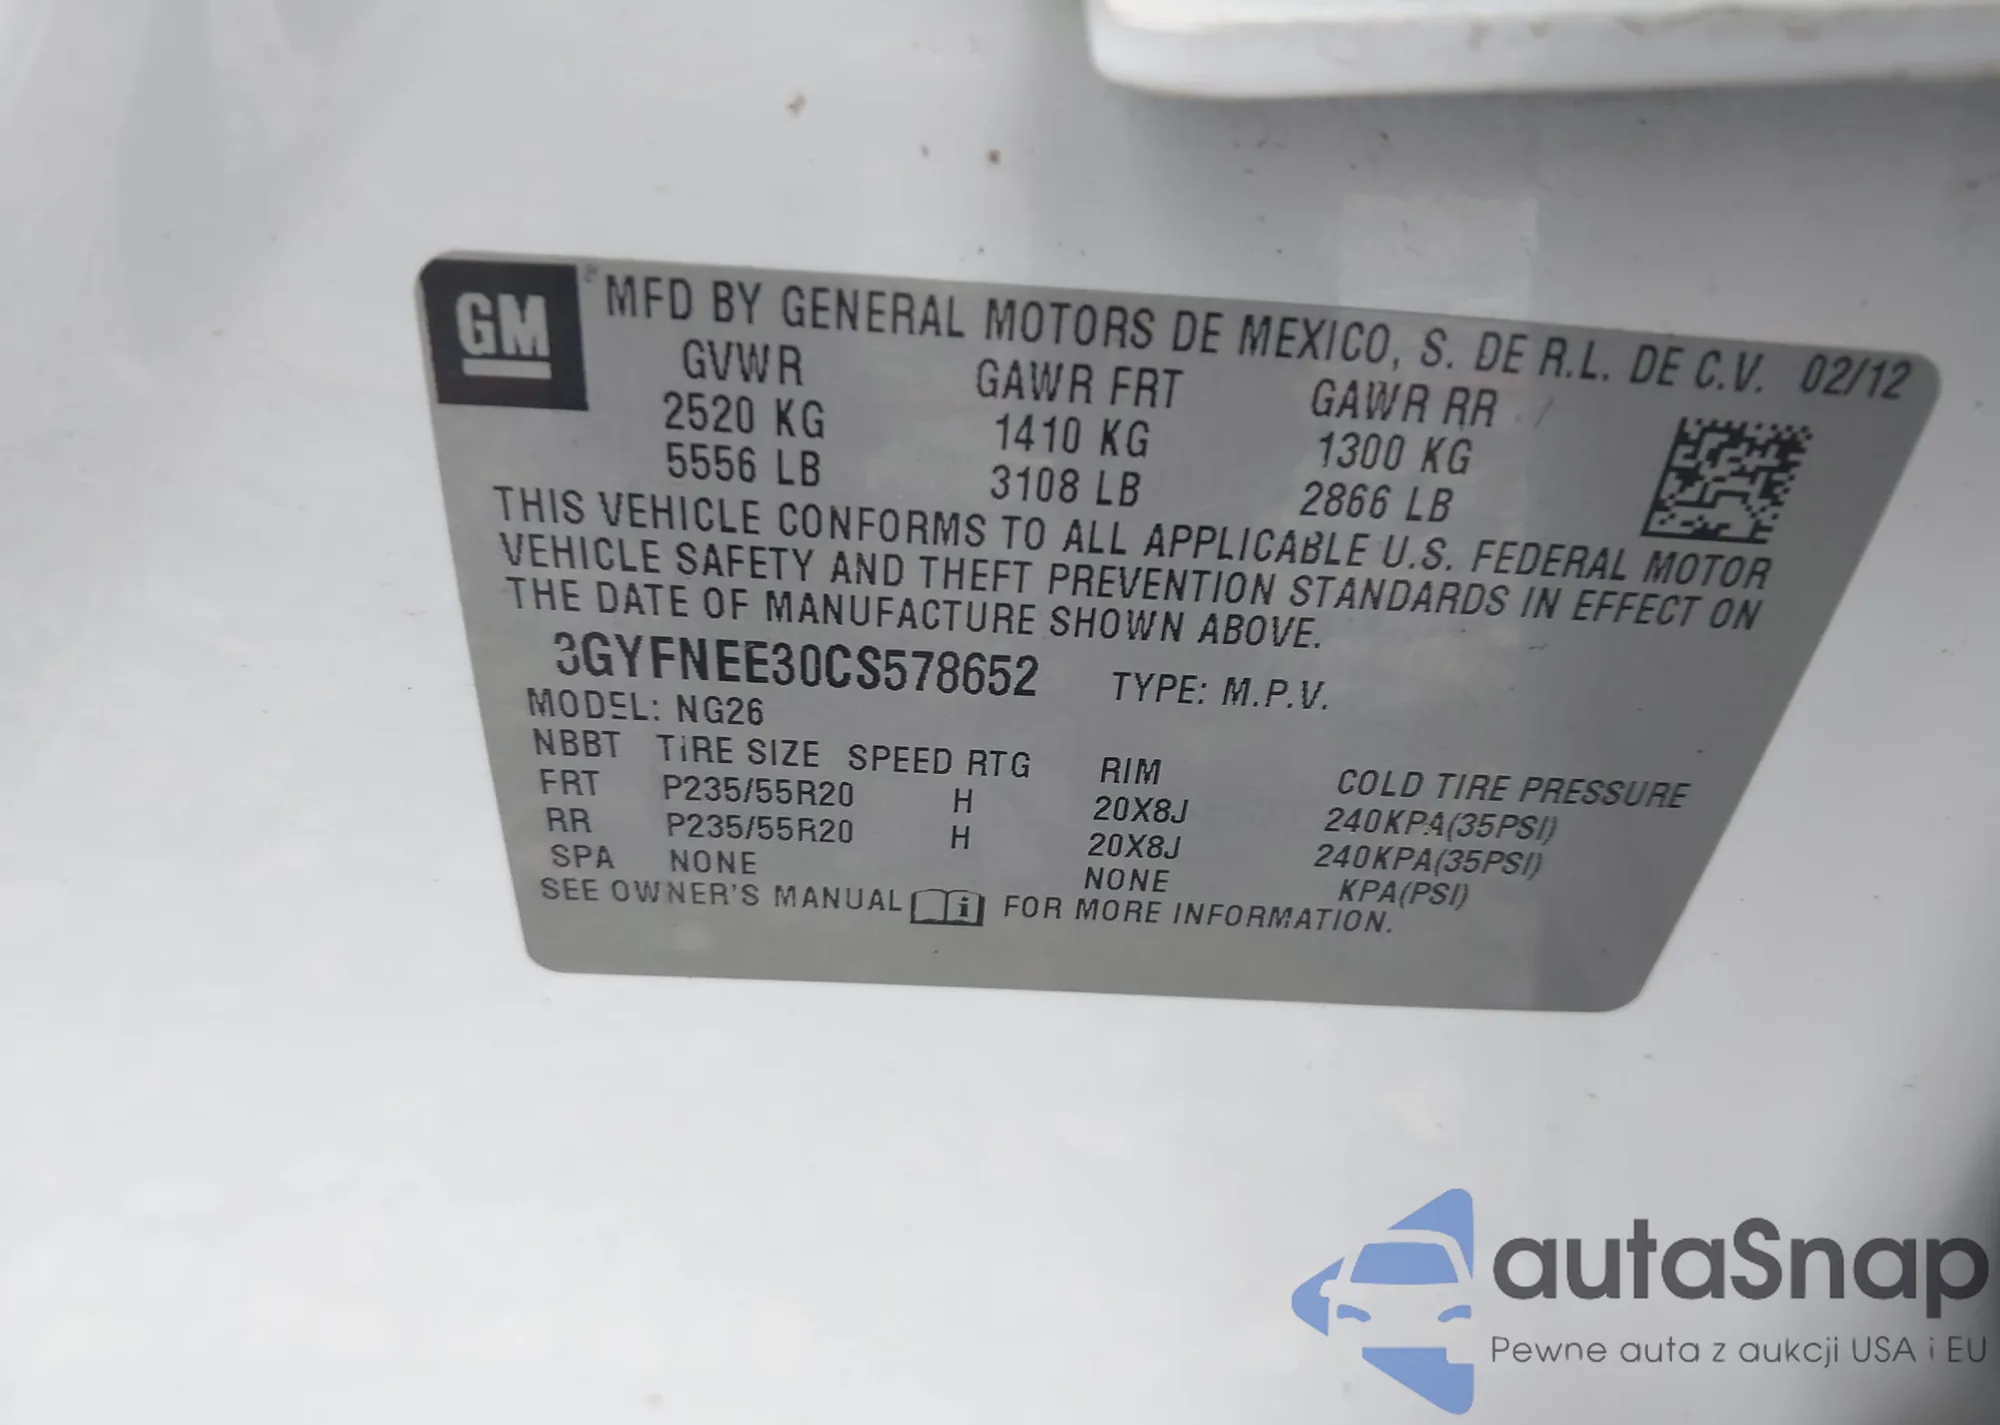 GM
MFD BY GENERAL MOTORS DE MEXICO, S. DE R.L. DE C.V. 02/12
GVWR GAWR FRT GAWR RR
2520 KG 1410 KG 1300 KG
5556 LB 3108 LB 2866 LB
THIS VEHICLE CONFORMS TO ALL APPLICABLE U.S. FEDERAL MOTOR
VEHICLE SAFETY AND THEFT PREVENTION STANDARDS IN EFFECT ON
THE DATE OF MANUFACTURE SHOWN ABOVE.
3GYFNEE30CS578652 TYPE: M.P.V.
MODEL: NG26
NBBT TIRE SIZE SPEED RTG RIM COLD TIRE PRESSURE
FRT P235/55R20 H 20X8J 240KPA(35PSI)
RR P235/55R20 H 20X8J 240KPA(35PSI)
SPA NONE NONE KPA(PSI)
SEE OWNER'S MANUAL i FOR MORE INFORMATION.
autaSnap
Pewne auta z aukcji USA i EU